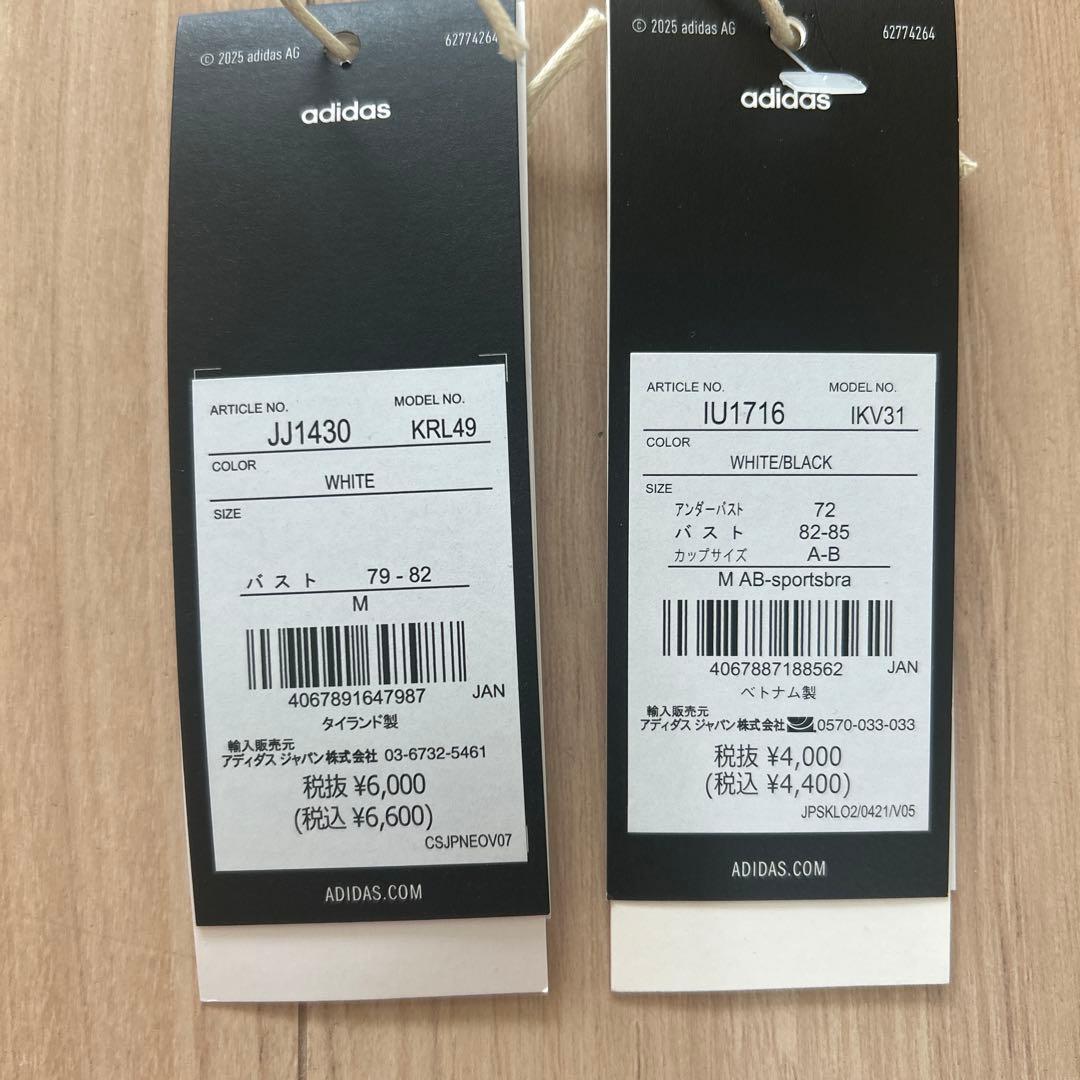 © 2025 adidas AG
62774264
adidas
ARTICLE NO. MODEL NO.
JJ1430 KRL49
COLOR
WHITE
SIZE
バスト 79 - 82
M
4067891647987 JAN
タイランド製
輸入販売元
アディダス ジャパン株式会社 03-6732-5461
税抜 ¥6,000
(税込 ¥6,600)
CSJPNEOV07
ADIDAS.COM
© 2025 adidas AG
62774264
adidas
ARTICLE NO. MODEL NO.
IU1716 IKV31
COLOR
WHITE/BLACK
SIZE
アンダーバスト 72
バスト 82-85
カップサイズ A-B
M AB-sportsbra
4067887188562 JAN
ベトナム製
輸入販売元
アディダス ジャパン株式会社 0570-033-033
税抜 ¥4,000
(税込 ¥4,400)
JPSKLO2/0421/V05
ADIDAS.COM